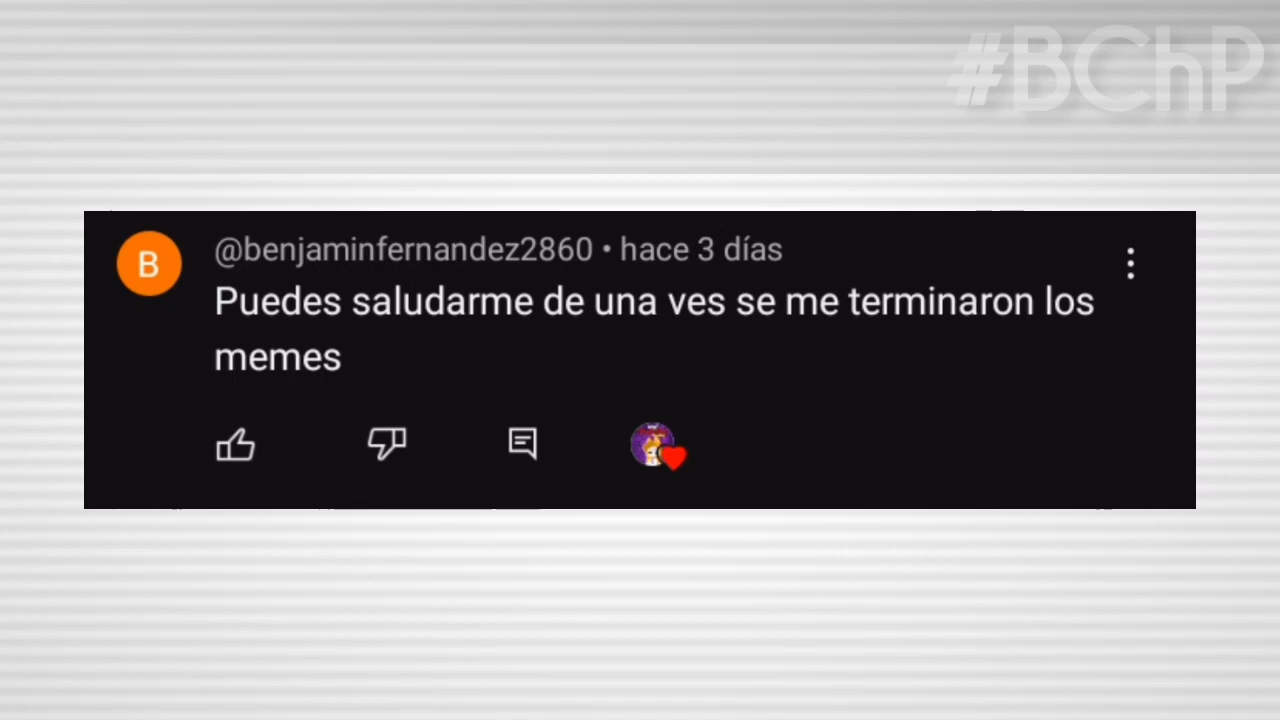 #BChP
B
@benjaminfernandez2860 • hace 3 días
Puedes saludarme de una ves se me terminaron los
memes